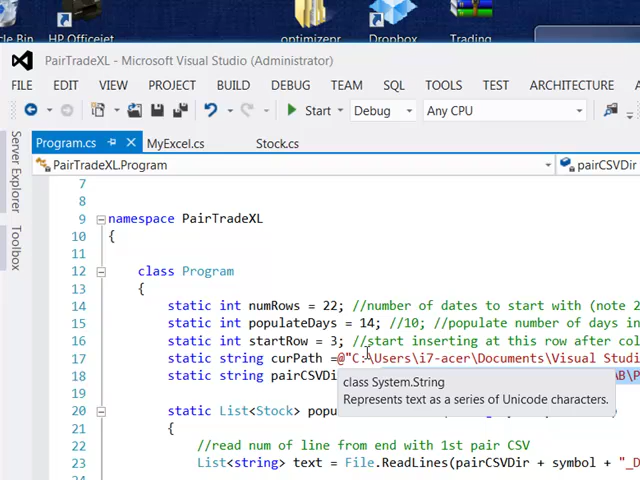 cle Bin
HP Officejet
optimizepr
Dropbox
Trading
PairTradeXL - Microsoft Visual Studio (Administrator)
FILE EDIT VIEW PROJECT BUILD DEBUG TEAM SQL TOOLS TEST ARCHITECTURE
Start Debug Any CPU
Program.cs MyExcel.cs Stock.cs
PairTradeXL.Program pairCSVDir
Server Explorer
Toolbox
7
8
9 namespace PairTradeXL
10 {
11
12 class Program
13 {
14 static int numRows = 22; //number of dates to start with (note 2
15 static int populateDays = 14; //10; //populate number of days in
16 static int startRow = 3; //start inserting at this row after col
17 static string curPath =@"C:\Users\i7-acer\Documents\Visual Studi
18 static string pairCSVDi \B\P
class System.String
Represents text as a series of Unicode characters.
20 static List<Stock> popu
21 {
22 //read num of line from end with 1st pair CSV
23 List<string> text = File.ReadLines(pairCSVDir + symbol + "_D